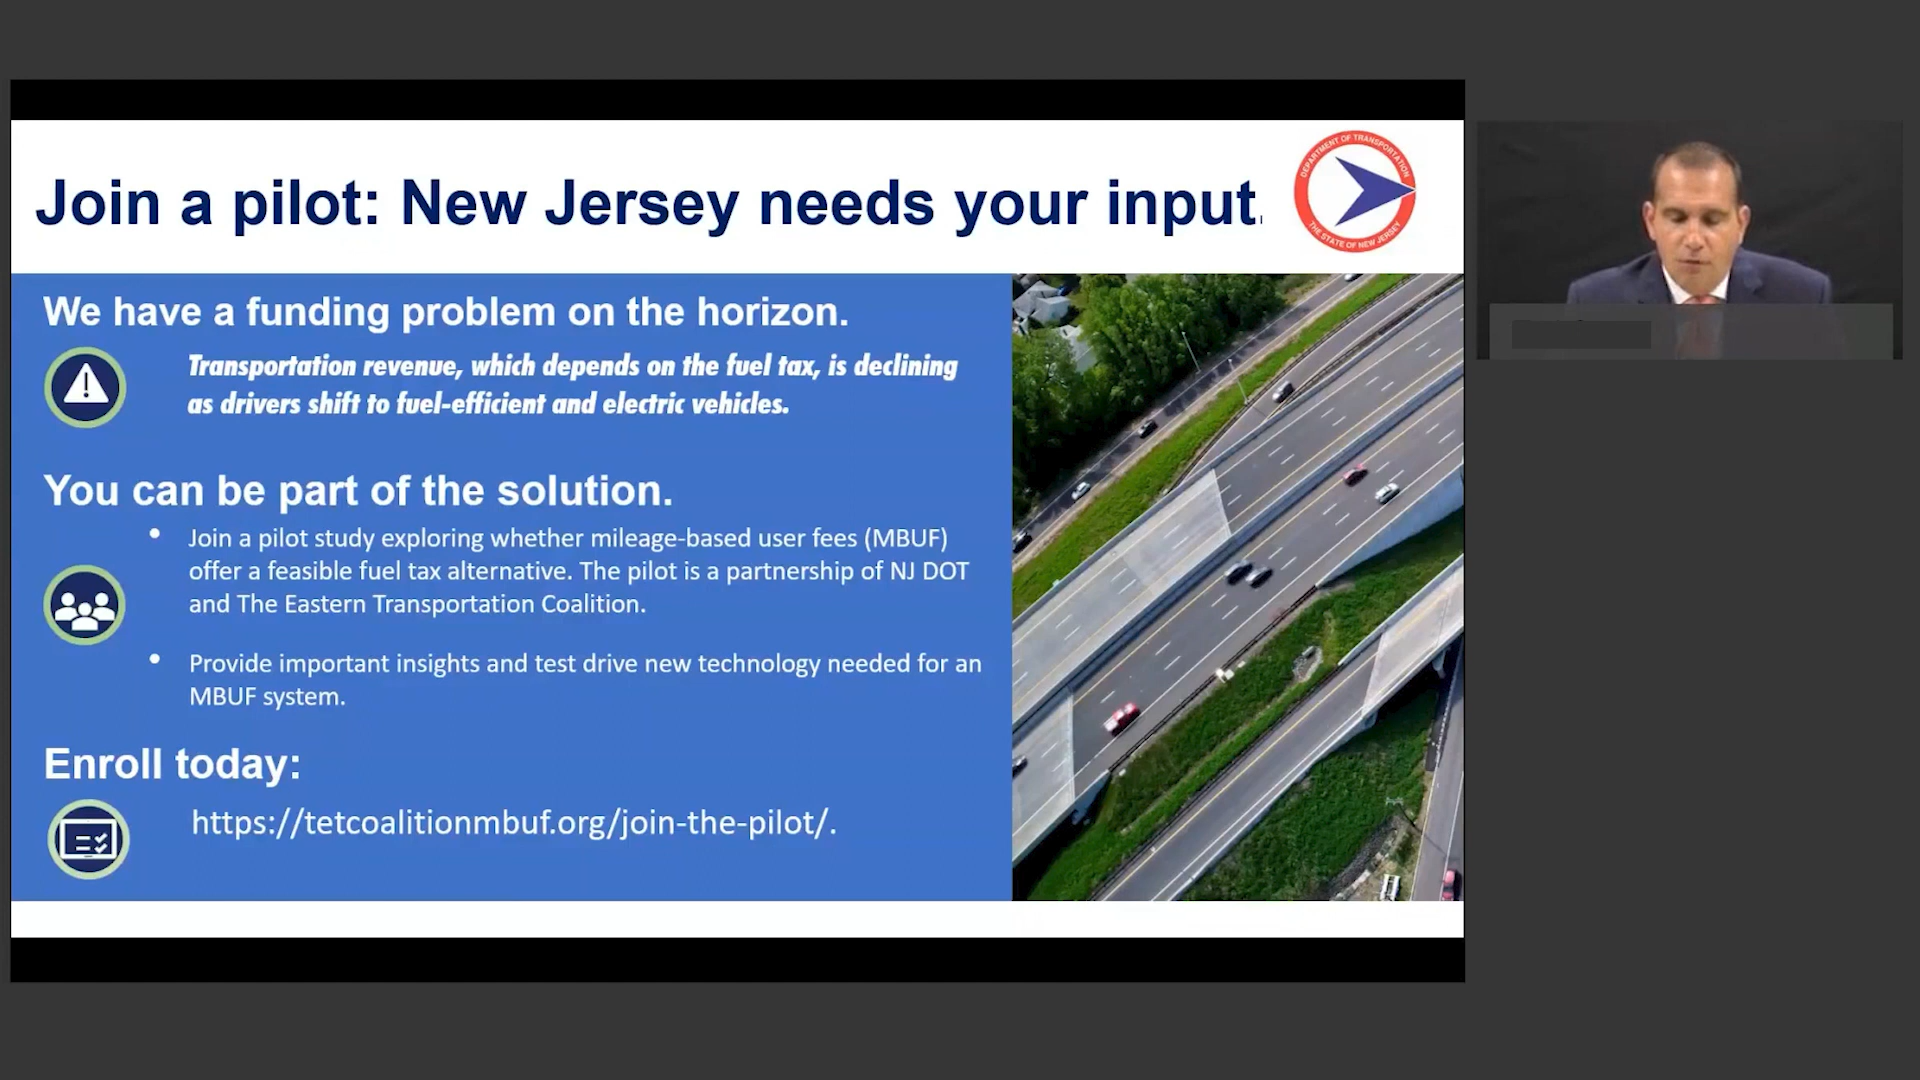 Join a pilot: New Jersey needs your input.
DEPARTMENT OF TRANSPORTATION
THE STATE OF NEW JERSEY
We have a funding problem on the horizon.
Transportation revenue, which depends on the fuel tax, is declining
as drivers shift to fuel-efficient and electric vehicles.
You can be part of the solution.
• Join a pilot study exploring whether mileage-based user fees (MBUF)
offer a feasible fuel tax alternative. The pilot is a partnership of NJ DOT
and The Eastern Transportation Coalition.
• Provide important insights and test drive new technology needed for an
MBUF system.
Enroll today:
https://tetcoalitionmbuf.org/join-the-pilot/.